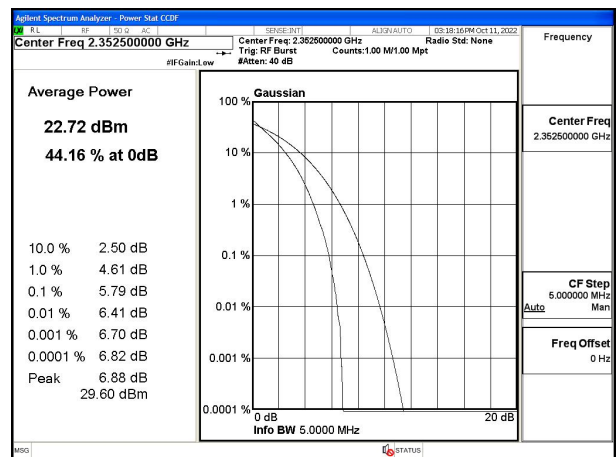 Agilent Spectrum Analyzer - Power Stat CCDF
RL RF 50 Ω AC SENSE:INT ALIGN AUTO 03:18:16 PM Oct 11, 2022
Center Freq 2.352500000 GHz
Center Freq: 2.352500000 GHz Radio Std: None
Trig: RF Burst Counts:1.00 M/1.00 Mpt
#IFGain:Low #Atten: 40 dB
Frequency
Average Power
22.72 dBm
44.16 % at 0dB
10.0 % 2.50 dB
1.0 % 4.61 dB
0.1 % 5.79 dB
0.01 % 6.41 dB
0.001 % 6.70 dB
0.0001 % 6.82 dB
Peak 6.88 dB
29.60 dBm
Gaussian
100 %
10 %
1 %
0.1 %
0.01 %
0.001 %
0.0001 %
0 dB 20 dB
Info BW 5.0000 MHz
Center Freq
2.352500000 GHz
CF Step
5.000000 MHz
Auto Man
Freq Offset
0 Hz
MSG STATUS